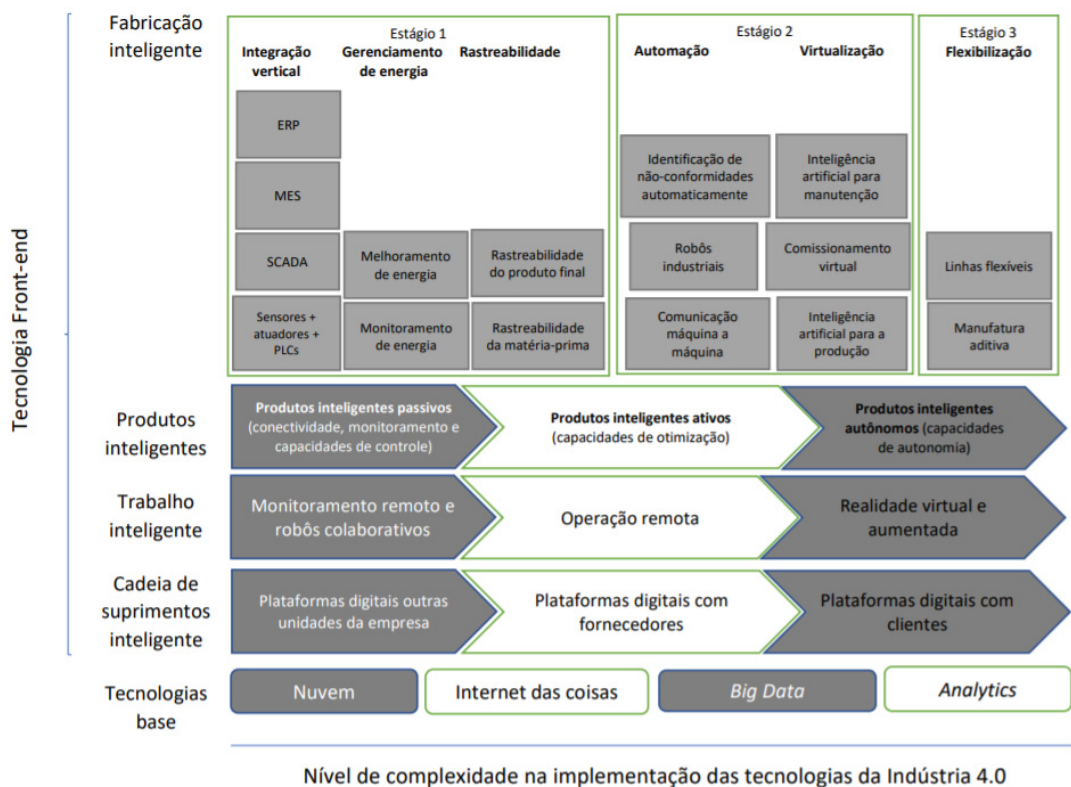 Tecnologia Front-end
Fabricação
inteligente
Estágio 1
Integração
vertical
Gerenciamento
de energia
Rastreabilidade
ERP
MES
SCADA
Sensores +
atuadores +
PLCs
Melhoramento
de energia
Monitoramento
de energia
Rastreabilidade
do produto final
Rastreabilidade
da matéria-prima
Estágio 2
Automação
Virtualização
Identificação de
não-conformidades
automaticamente
Robôs
industriais
Comunicação
máquina a
máquina
Inteligência
artificial para
manutenção
Comissionamento
virtual
Inteligência
artificial para a
produção
Estágio 3
Flexibilização
Linhas flexíveis
Manufatura
aditiva
Produtos
inteligentes
Produtos inteligentes passivos
(conectividade, monitoramento e
capacidades de controle)
Produtos inteligentes ativos
(capacidades de otimização)
Produtos inteligentes
autônomos (capacidades
de autonomia)
Trabalho
inteligente
Monitoramento remoto e
robôs colaborativos
Operação remota
Realidade virtual e
aumentada
Cadeia de
suprimentos
inteligente
Plataformas digitais outras
unidades da empresa
Plataformas digitais com
fornecedores
Plataformas digitais com
clientes
Tecnologias
base
Nuvem
Internet das coisas
Big Data
Analytics
Nível de complexidade na implementação das tecnologias da Indústria 4.0